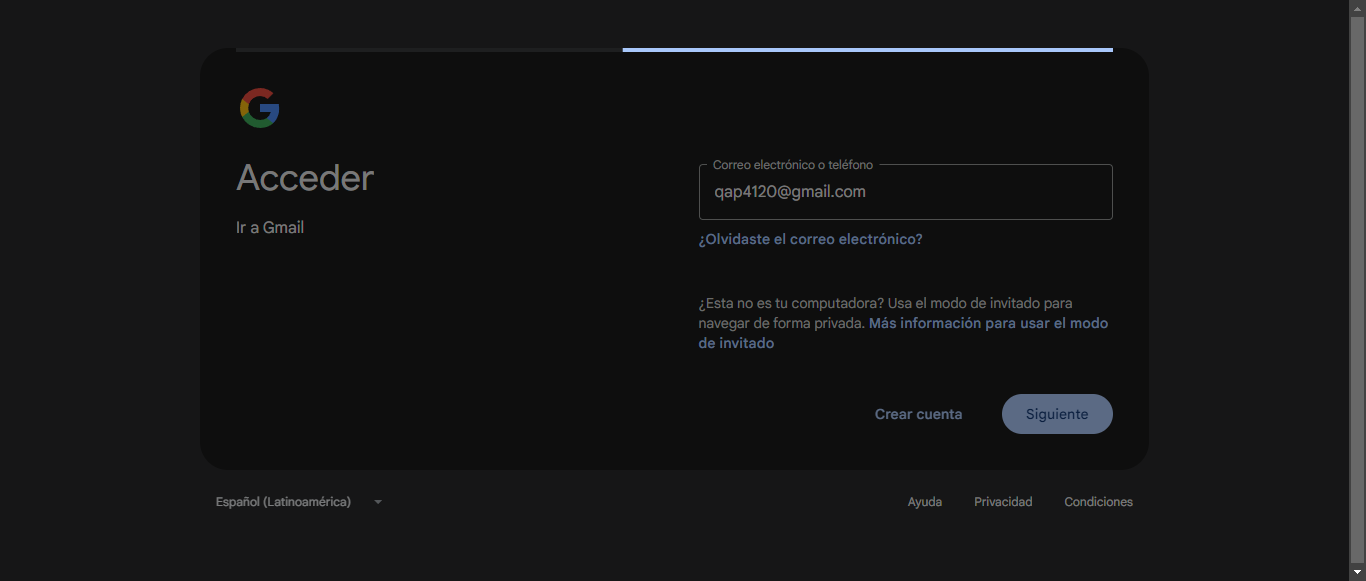 Acceder
Ir a Gmail
Correo electrónico o teléfono
qap4120@gmail.com
¿Olvidaste el correo electrónico?
¿Esta no es tu computadora? Usa el modo de invitado para
navegar de forma privada. Más información para usar el modo
de invitado
Crear cuenta
Siguiente
Español (Latinoamérica)
Ayuda
Privacidad
Condiciones